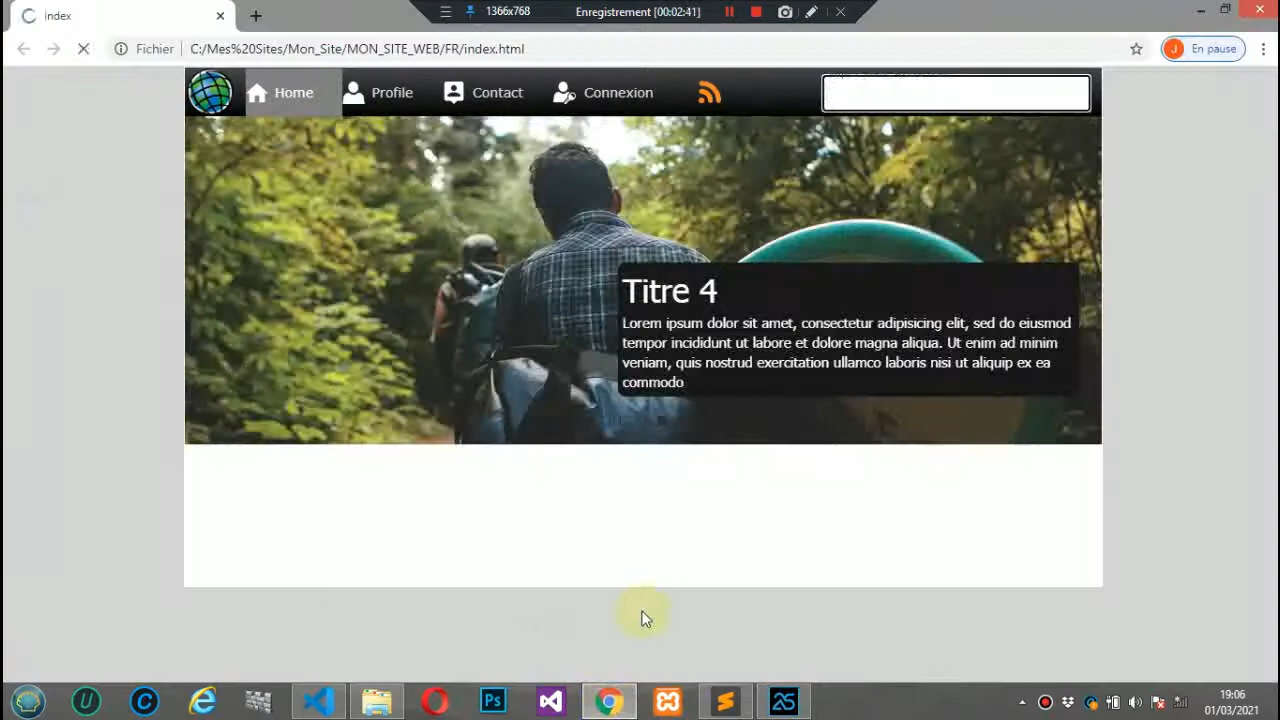 index
1366x768
Enregistrement [00:02:41]
Fichier
C:/Mes%20Sites/Mon_Site/MON_SITE_WEB/FR/index.html
J
En pause
Home
Profile
Contact
Connexion
Titre 4
Lorem ipsum dolor sit amet, consectetur adipisicing elit, sed do eiusmod
tempor incididunt ut labore et dolore magna aliqua. Ut enim ad minim
veniam, quis nostrud exercitation ullamco laboris nisi ut aliquip ex ea
commodo
U
C
Ps
25
19:06
01/03/2021